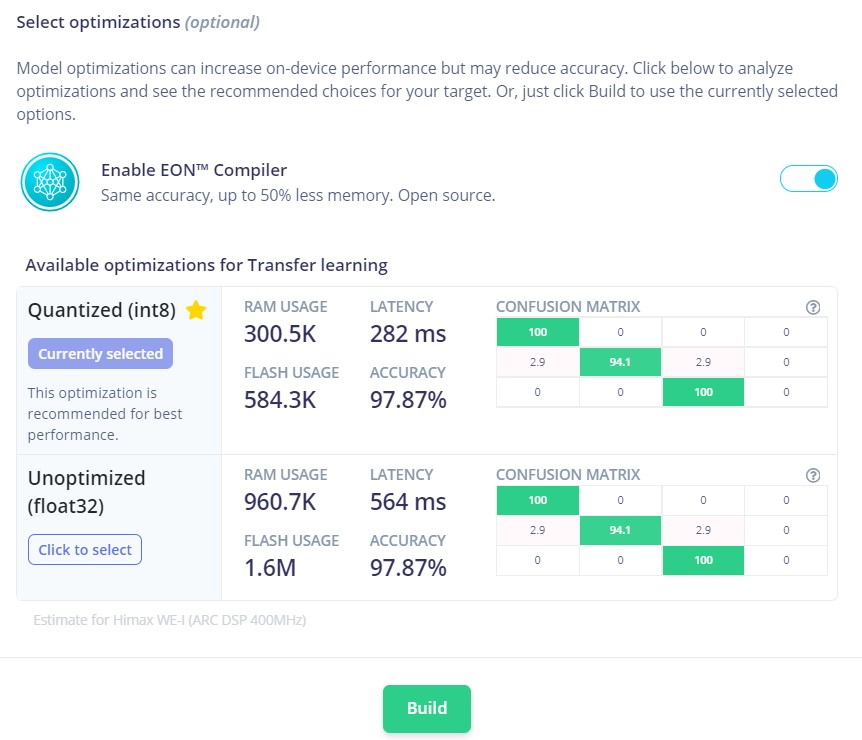 Select optimizations (optional)
Model optimizations can increase on-device performance but may reduce accuracy. Click below to analyze
optimizations and see the recommended choices for your target. Or, just click Build to use the currently selected
options.
Enable EON™ Compiler
Same accuracy, up to 50% less memory. Open source.
Available optimizations for Transfer learning
Quantized (int8)
Currently selected
This optimization is
recommended for best
performance.
RAM USAGE
300.5K
LATENCY
282 ms
FLASH USAGE
584.3K
ACCURACY
97.87%
CONFUSION MATRIX ?
100 0 0 0
2.9 94.1 2.9 0
0 0 100 0
Unoptimized
(float32)
Click to select
RAM USAGE
960.7K
LATENCY
564 ms
FLASH USAGE
1.6M
ACCURACY
97.87%
CONFUSION MATRIX ?
100 0 0 0
2.9 94.1 2.9 0
0 0 100 0
Estimate for Himax WE-I (ARC DSP 400MHz)
Build